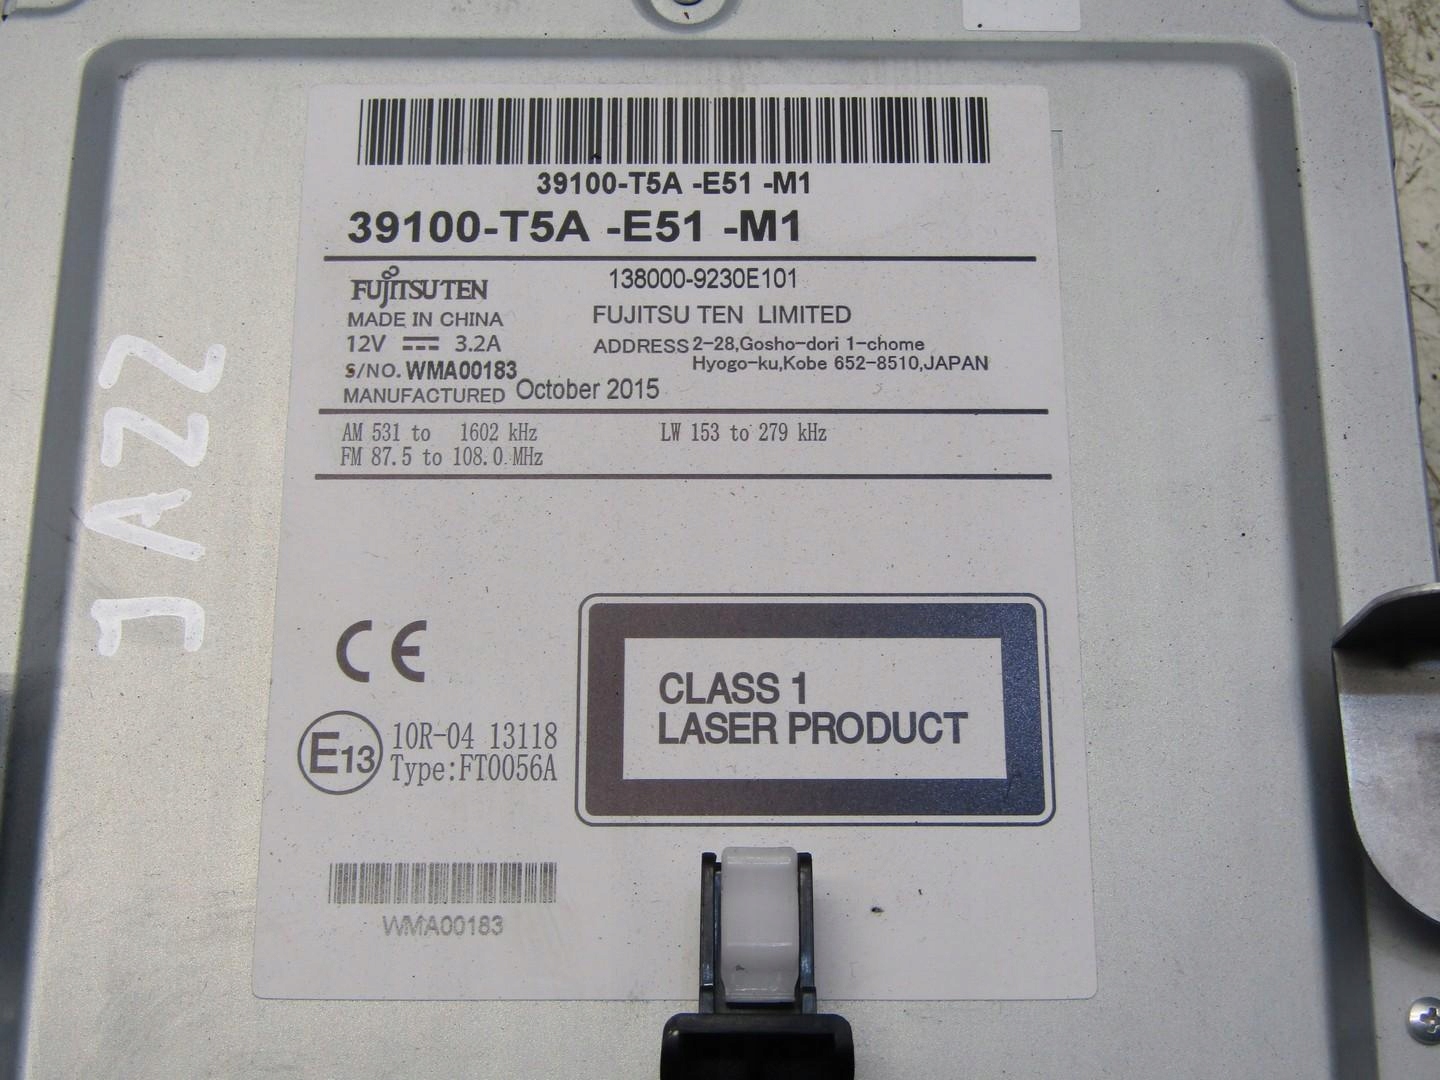 39100-T5A -E51 -M1
39100-T5A -E51 -M1
FUJITSU TEN
138000-9230E101
MADE IN CHINA
FUJITSU TEN LIMITED
12V 3.2A
ADDRESS 2-28,Gosho-dori 1-chome
Hyogo-ku,Kobe 652-8510,JAPAN
S/NO. WMA00183
MANUFACTURED October 2015
AM 531 to 1602 kHz
LW 153 to 279 kHz
FM 87.5 to 108.0 MHz
CE
CLASS 1
LASER PRODUCT
E13
10R-04 13118
Type:FT0056A
WMA00183
JAZZ